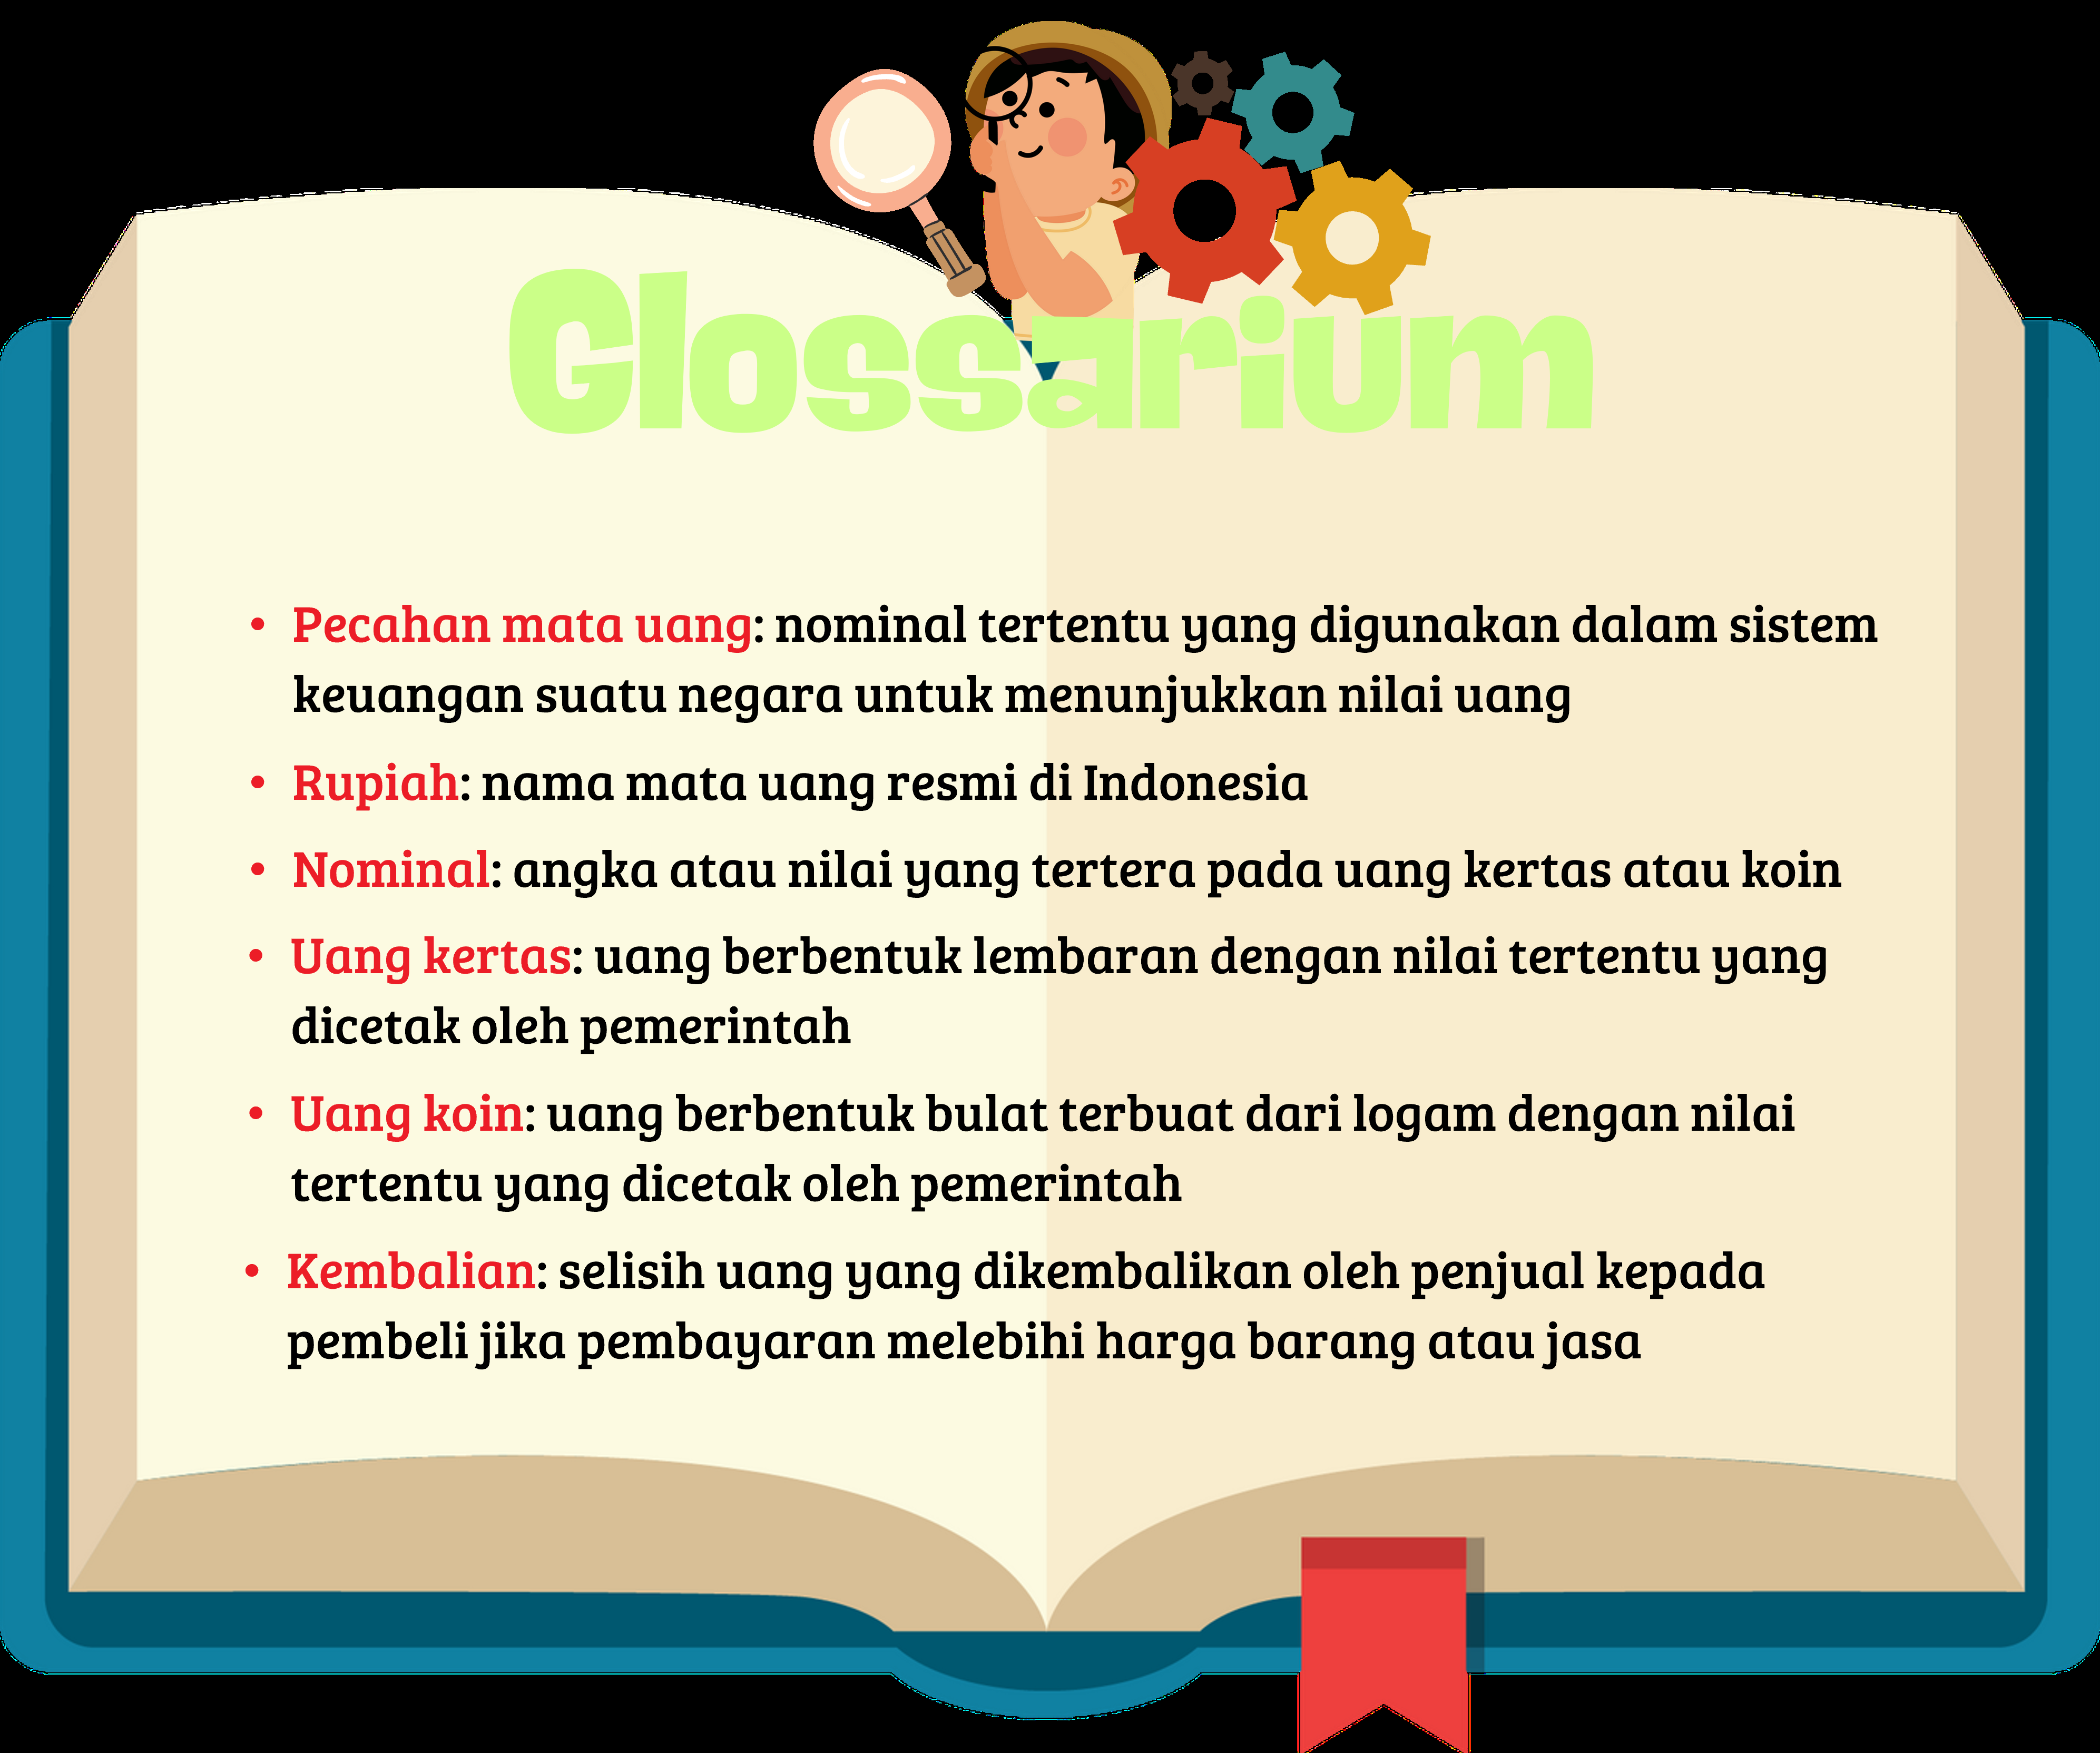 Glossarium
• Pecahan mata uang: nominal tertentu yang digunakan dalam sistem
keuangan suatu negara untuk menunjukkan nilai uang
• Rupiah: nama mata uang resmi di Indonesia
• Nominal: angka atau nilai yang tertera pada uang kertas atau koin
• Uang kertas: uang berbentuk lembaran dengan nilai tertentu yang
dicetak oleh pemerintah
• Uang koin: uang berbentuk bulat terbuat dari logam dengan nilai
tertentu yang dicetak oleh pemerintah
• Kembalian: selisih uang yang dikembalikan oleh penjual kepada
pembeli jika pembayaran melebihi harga barang atau jasa